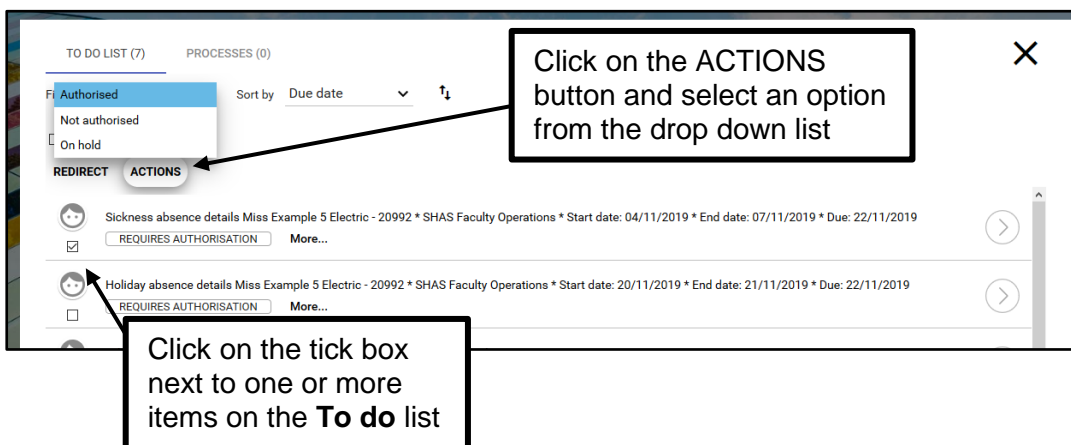 TO DO LIST (7) PROCESSES (0)
Click on the ACTIONS
button and select an option
from the drop down list
Authorised
Sort by Due date
Not authorised
On hold
REDIRECT ACTIONS
Sickness absence details Miss Example 5 Electric - 20992 * SHAS Faculty Operations * Start date: 04/11/2019 * End date: 07/11/2019 * Due: 22/11/2019
REQUIRES AUTHORISATION More...
Holiday absence details Miss Example 5 Electric - 20992 * SHAS Faculty Operations * Start date: 20/11/2019 * End date: 21/11/2019 * Due: 22/11/2019
REQUIRES AUTHORISATION More...
Click on the tick box
next to one or more
items on the To do list